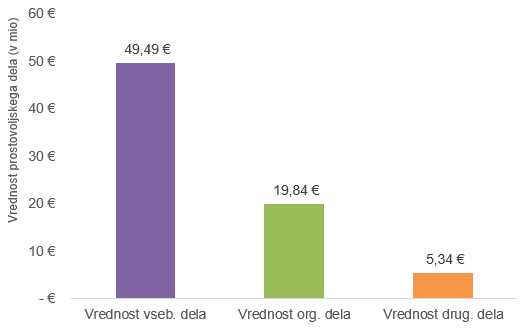 Vrednost prostovoljskega dela (v mio)
60 €
50 €
40 €
30 €
20 €
10 €
- €
49,49 €
19,84 €
5,34 €
Vrednost vseb. dela
Vrednost org. dela
Vrednost drug. dela